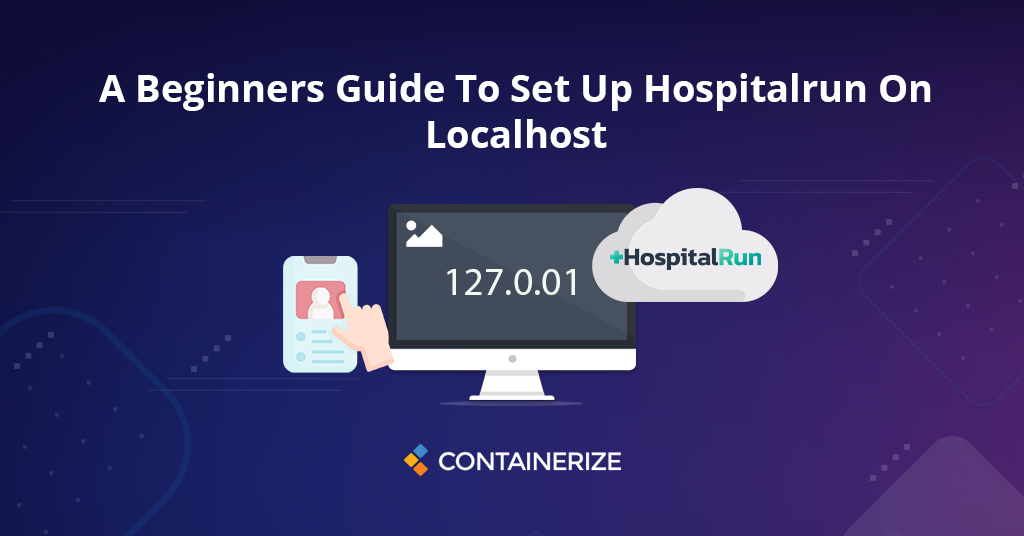 A Beginners Guide To Set Up Hospitalrun On
Localhost
127.0.01
HospitalRun
CONTAINERIZE